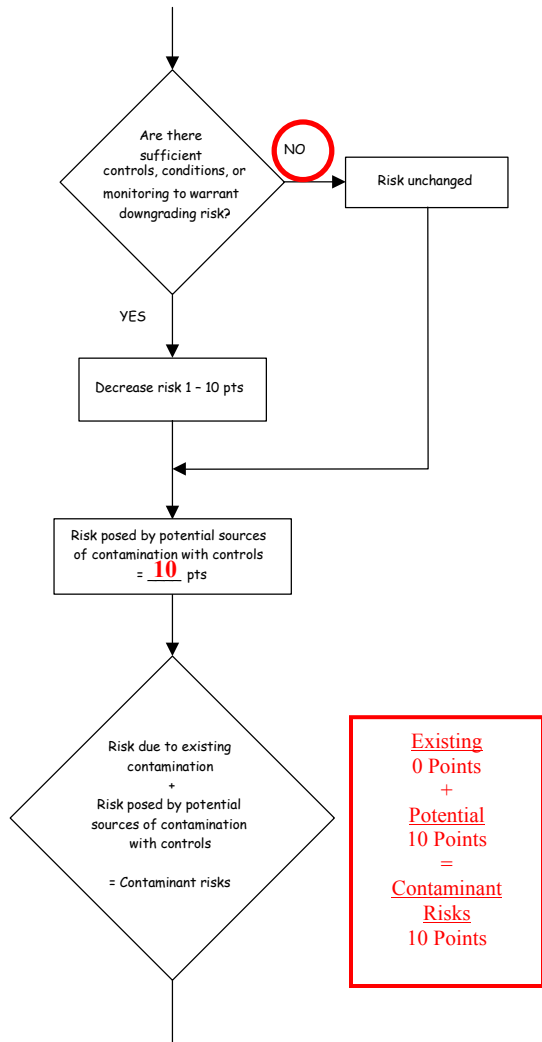 Are there
sufficient
controls, conditions, or
monitoring to warrant
downgrading risk?
NO
Risk unchanged
YES
Decrease risk 1 - 10 pts
Risk posed by potential sources
of contamination with controls
= 10 pts
Risk due to existing
contamination
+
Risk posed by potential
sources of contamination
with controls
= Contaminant risks
Existing
0 Points
+
Potential
10 Points
=
Contaminant
Risks
10 Points